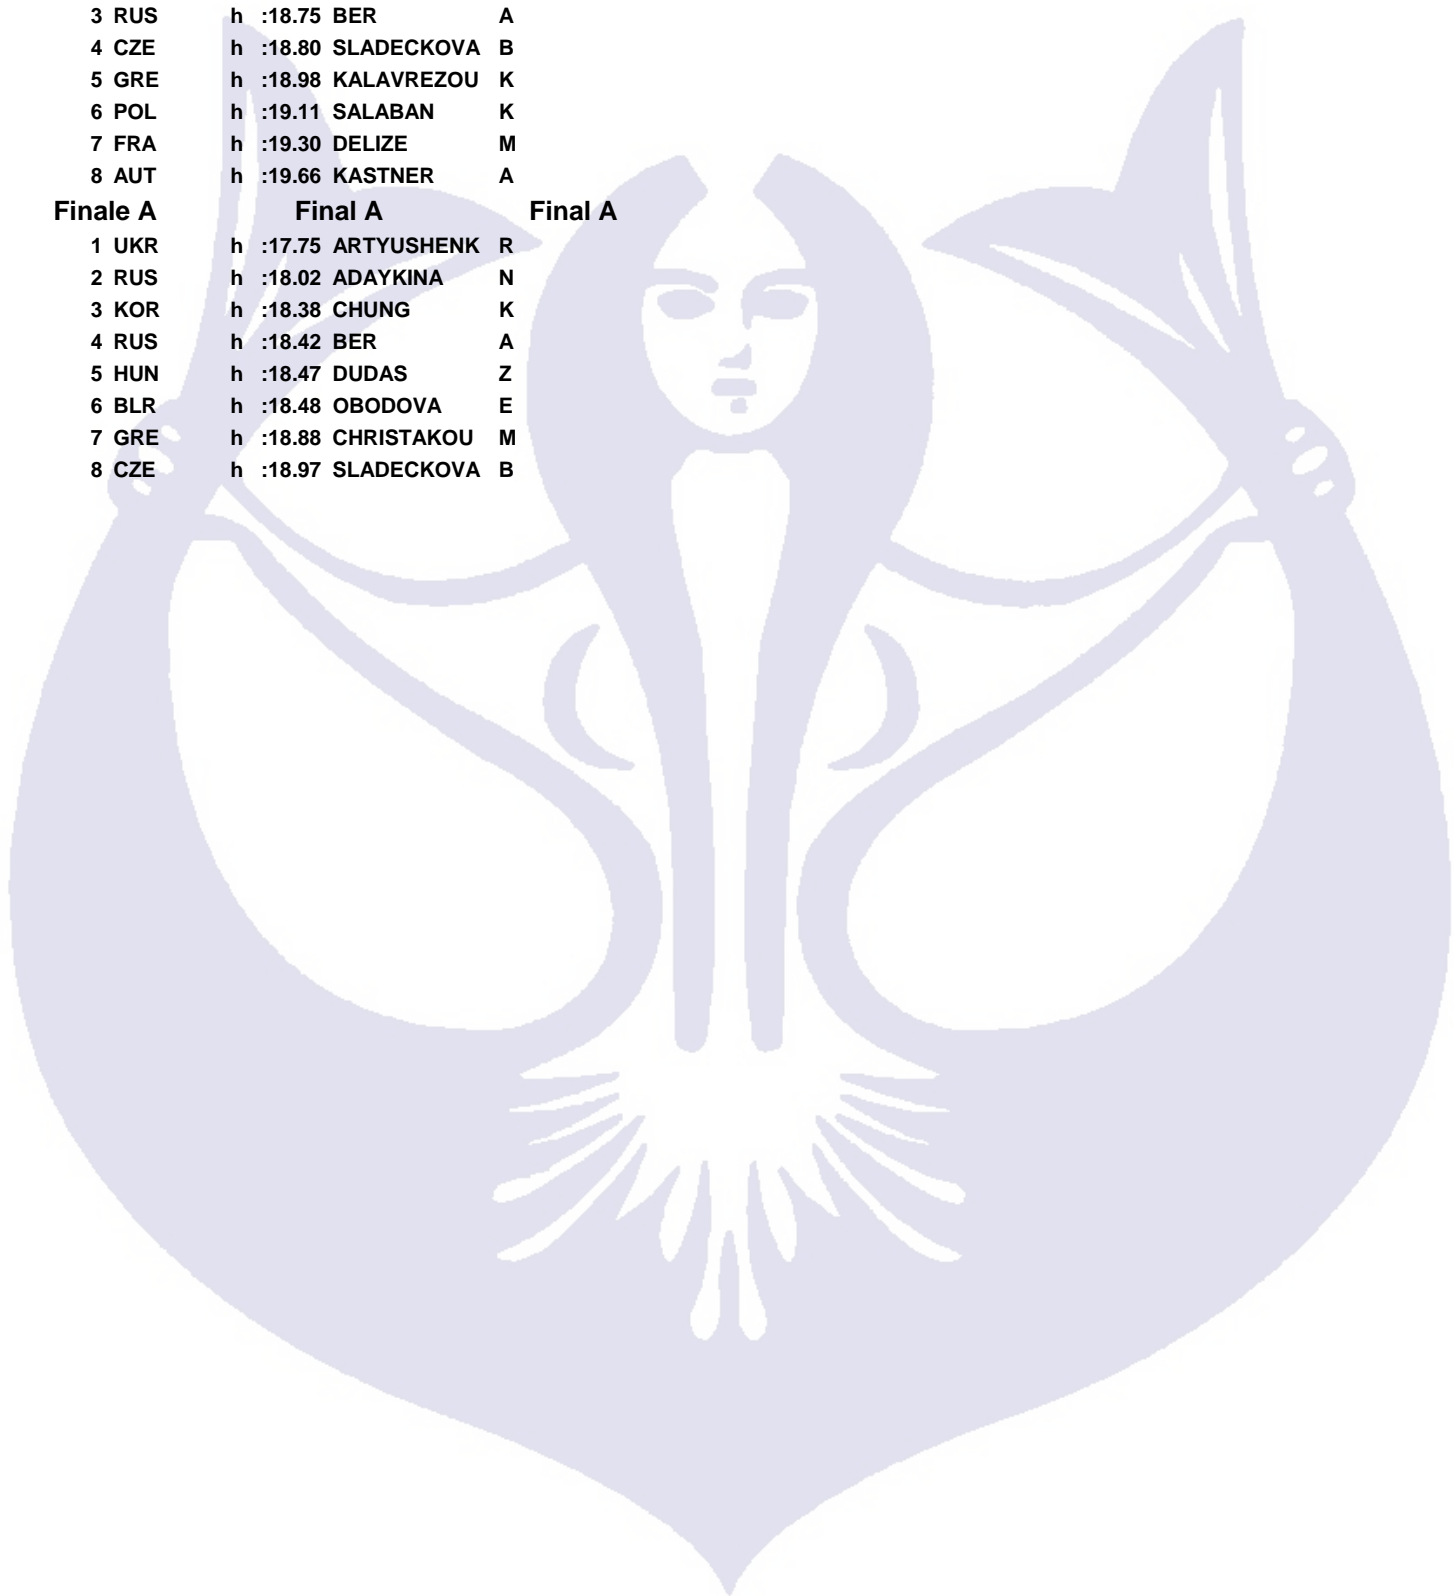 3 RUS h :18.75 BER A
4 CZE h :18.80 SLADECKOVA B
5 GRE h :18.98 KALAVREZOU K
6 POL h :19.11 SALABAN K
7 FRA h :19.30 DELIZE M
8 AUT h :19.66 KASTNER A
Finale A Final A Final A
1 UKR h :17.75 ARTYUSHENK R
2 RUS h :18.02 ADAYKINA N
3 KOR h :18.38 CHUNG K
4 RUS h :18.42 BER A
5 HUN h :18.47 DUDAS Z
6 BLR h :18.48 OBODOVA E
7 GRE h :18.88 CHRISTAKOU M
8 CZE h :18.97 SLADECKOVA B